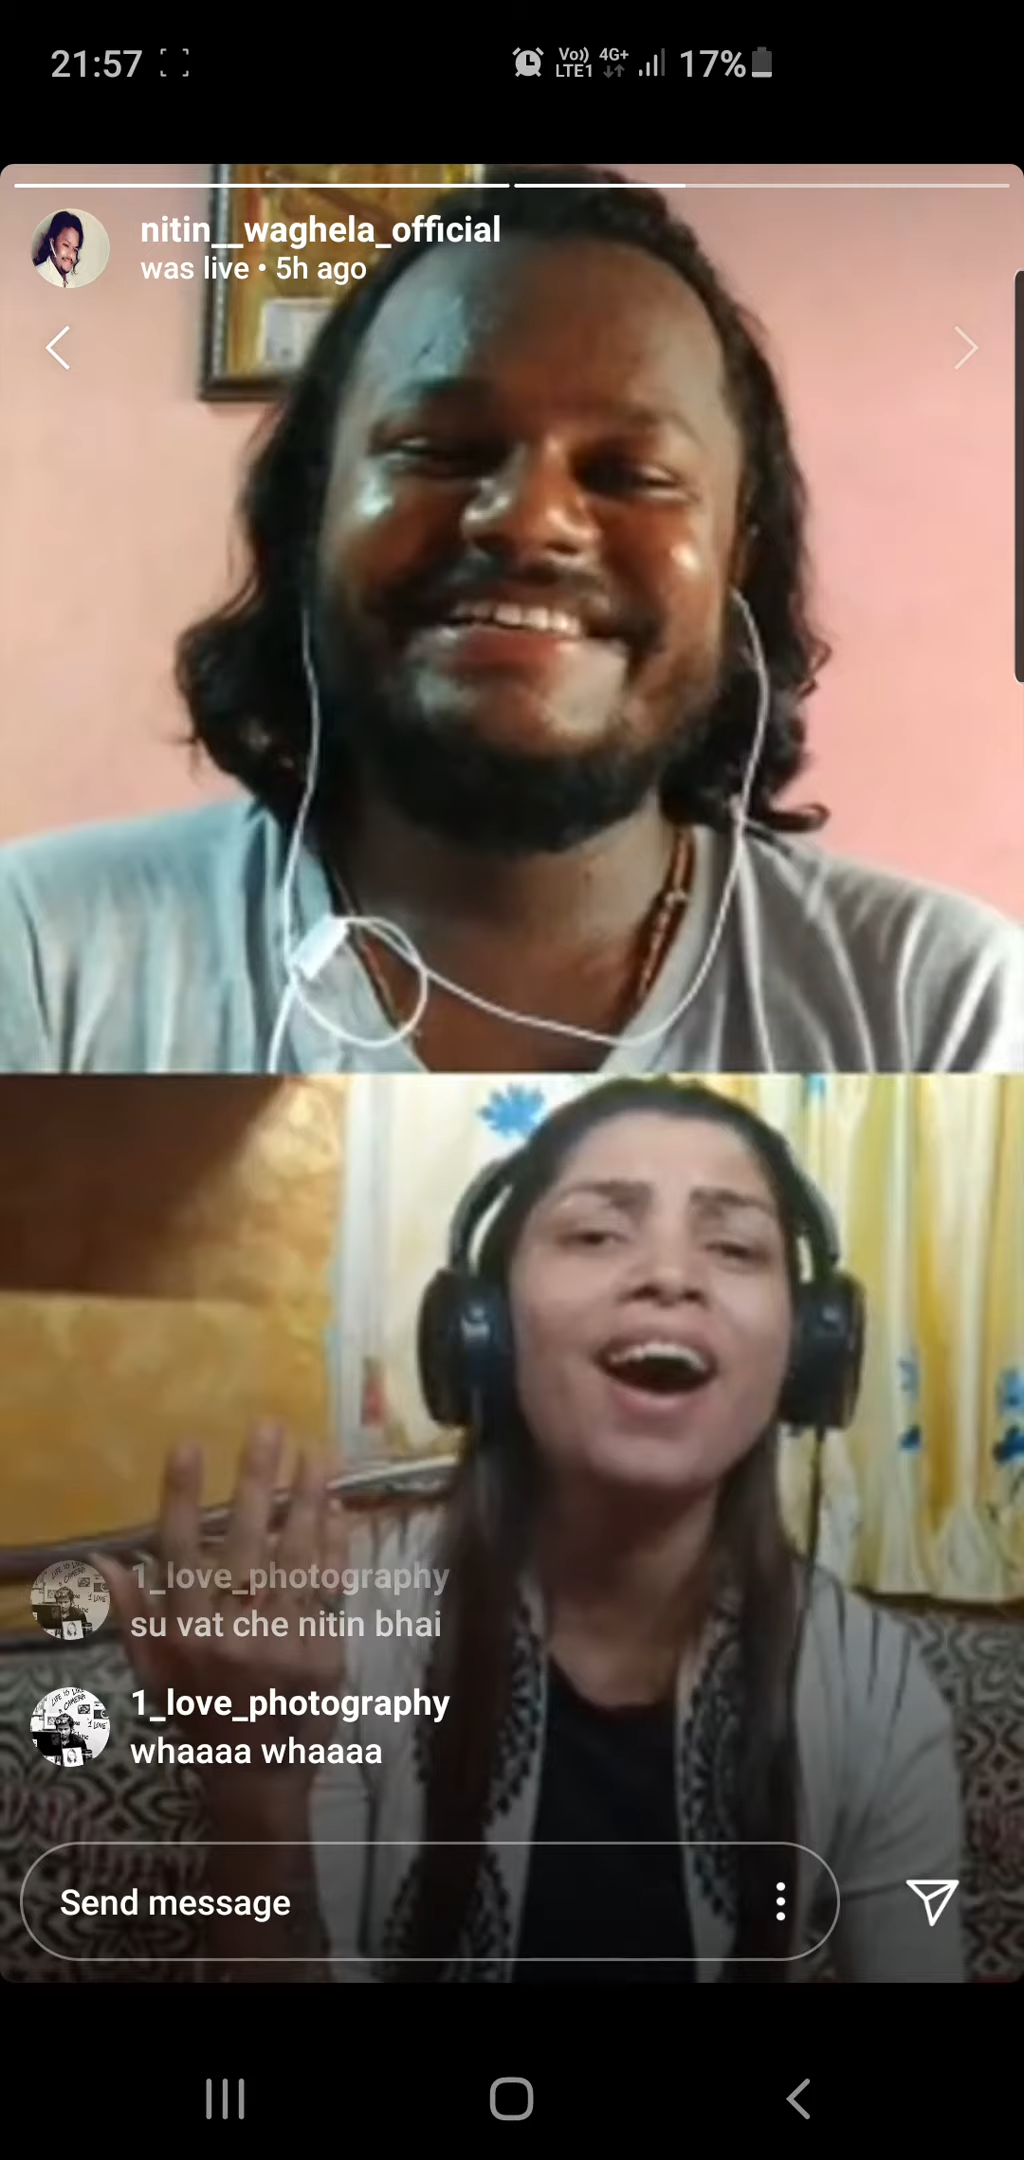 21:57
Vo)) 4G+
LTE1
17%
nitin__waghela_official
was live • 5h ago
1_love_photography
su vat che nitin bhai
1_love_photography
whaaaa whaaaa
Send message